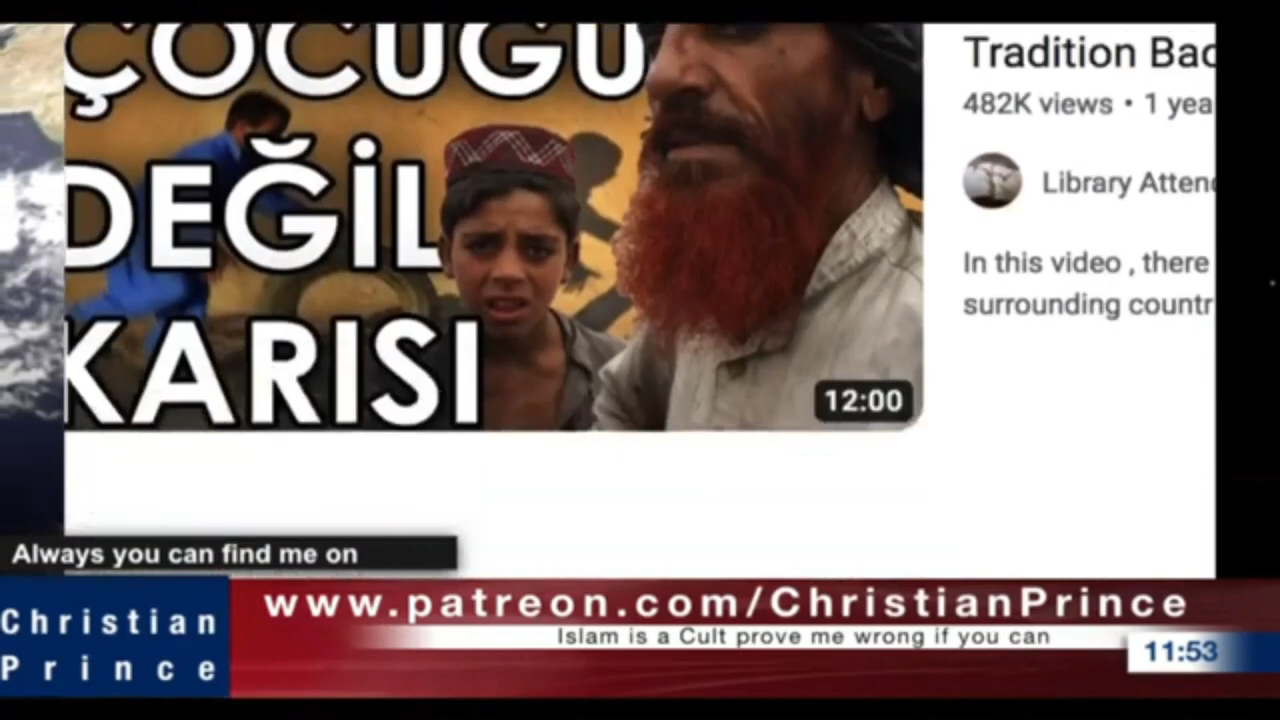 ÇOCUĞU
DEĞİL
KARISI
12:00
Tradition Bac
482K views • 1 yea
Library Attend
In this video , there
surrounding countr
Always you can find me on
Christian
Prince
www.patreon.com/ChristianPrince
Islam is a Cult prove me wrong if you can
11:53